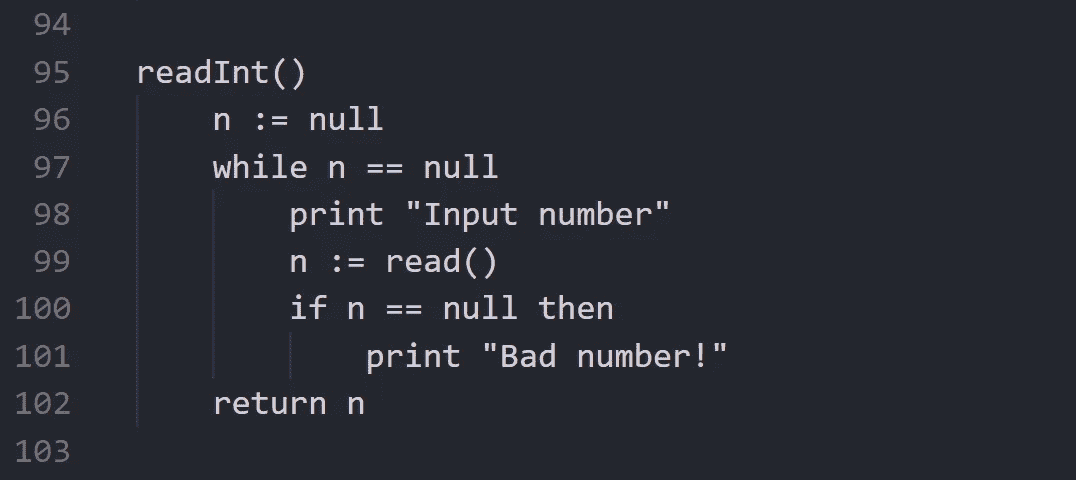 94
95 readInt()
96 n := null
97 while n == null
98 print "Input number"
99 n := read()
100 if n == null then
101 print "Bad number!"
102 return n
103